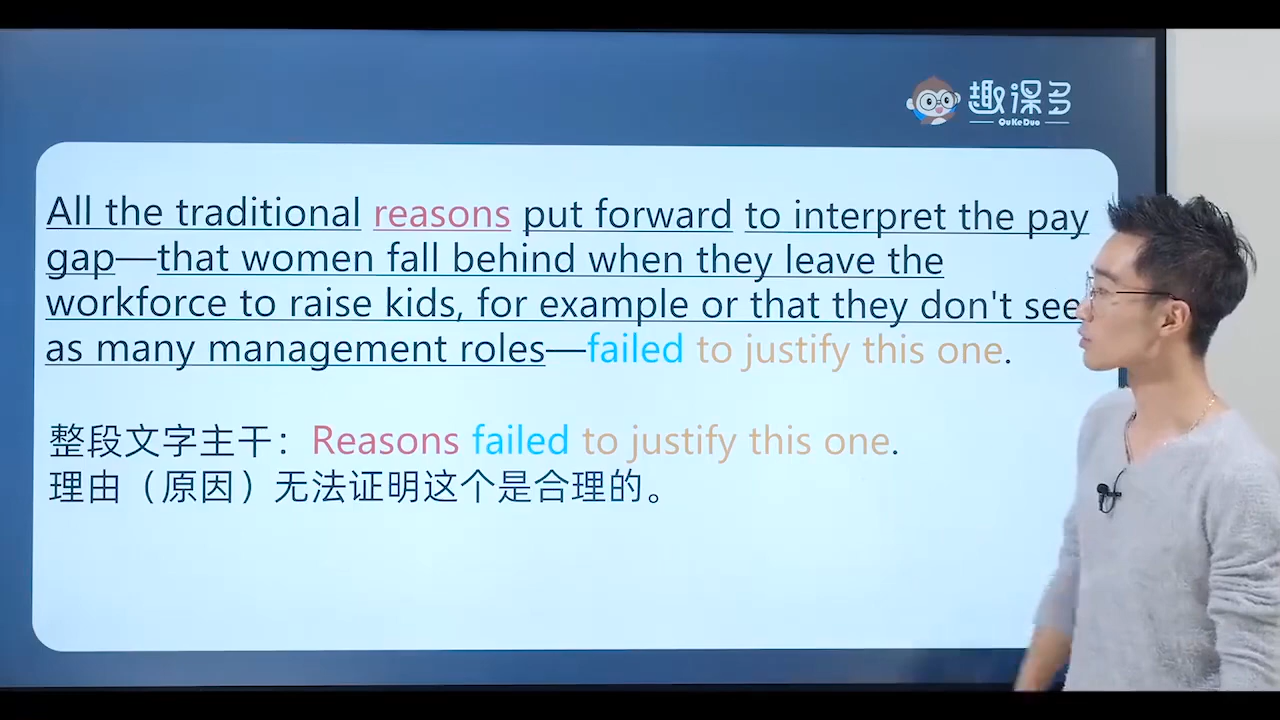 趣课多
QuKeDuo
All the traditional reasons put forward to interpret the pay
gap—that women fall behind when they leave the
workforce to raise kids, for example or that they don't see
as many management roles—failed to justify this one.
整段文字主干：Reasons failed to justify this one.
理由（原因）无法证明这个是合理的。